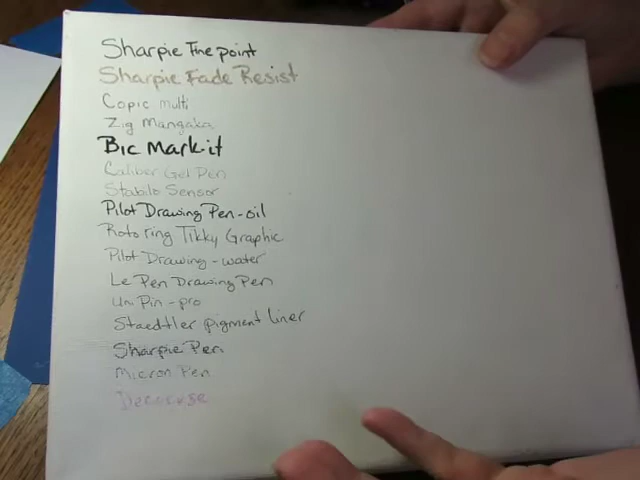 Sharpie Fine point
Sharpie Fade Resist
Copic multi
Zig Mangaka
Bic Mark-it
Caliber Gel Pen
Stabilo Sensor
Pilot Drawing Pen-oil
Rotoring Tikky Graphic
Pilot Drawing - water
Le Pen Drawing Pen
Uni Pin - pro
Staedtler pigment liner
Sharpie Pen
Micron Pen